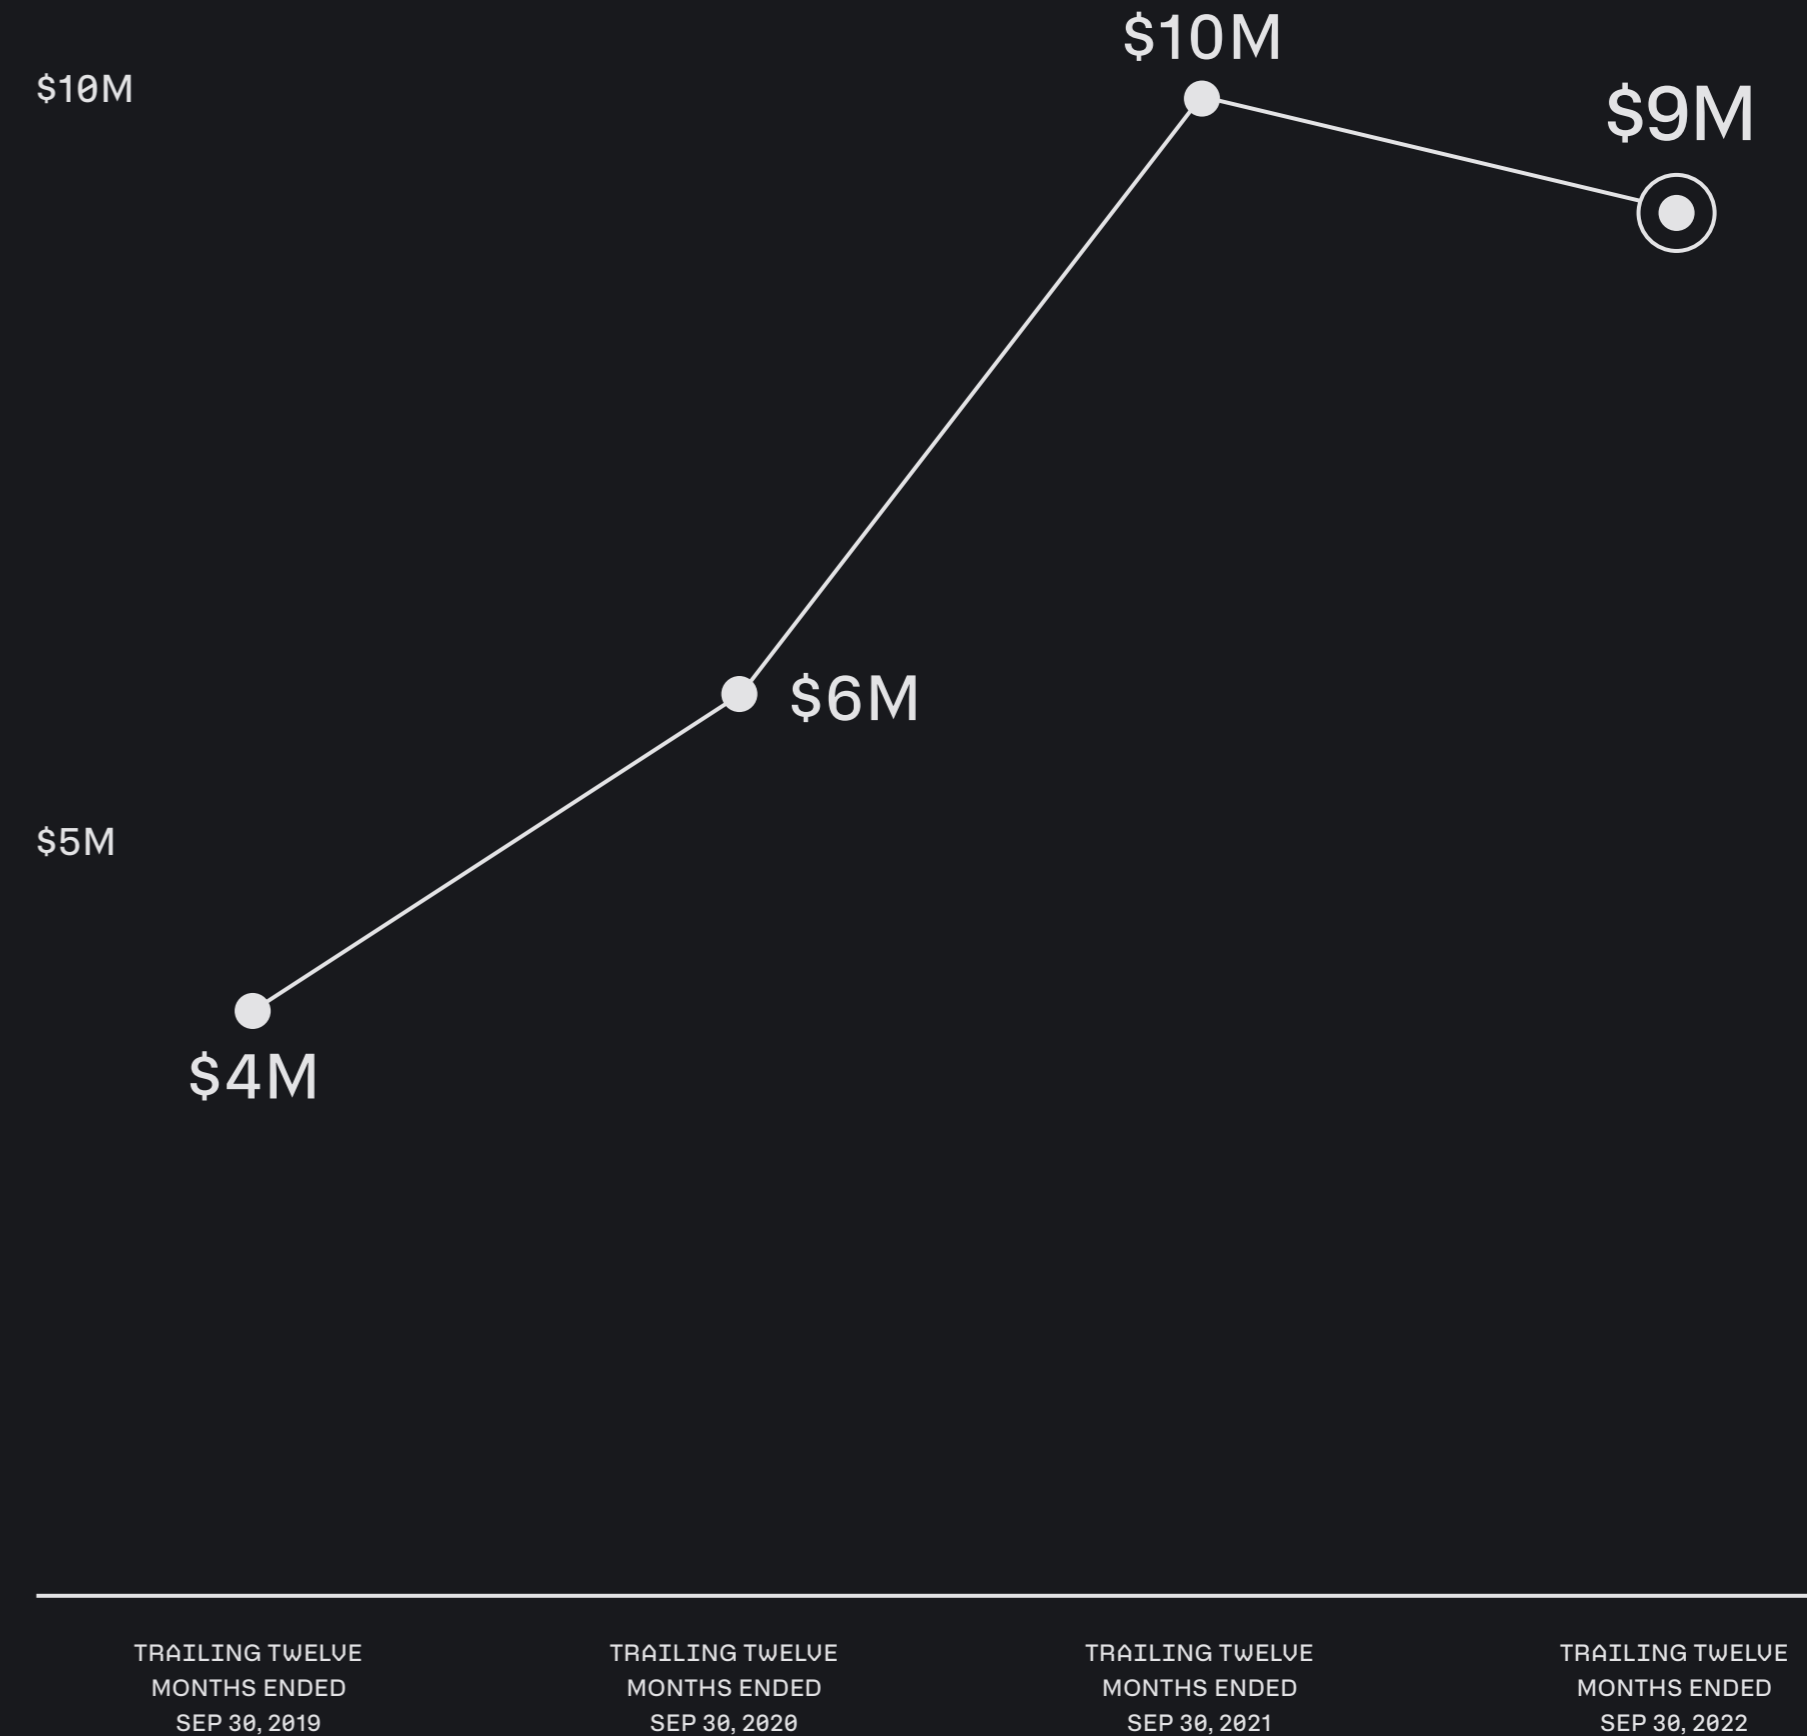 $10M
$10M
$9M
$6M
$5M
$4M
TRAILING TWELVE
MONTHS ENDED
SEP 30, 2019
TRAILING TWELVE
MONTHS ENDED
SEP 30, 2020
TRAILING TWELVE
MONTHS ENDED
SEP 30, 2021
TRAILING TWELVE
MONTHS ENDED
SEP 30, 2022